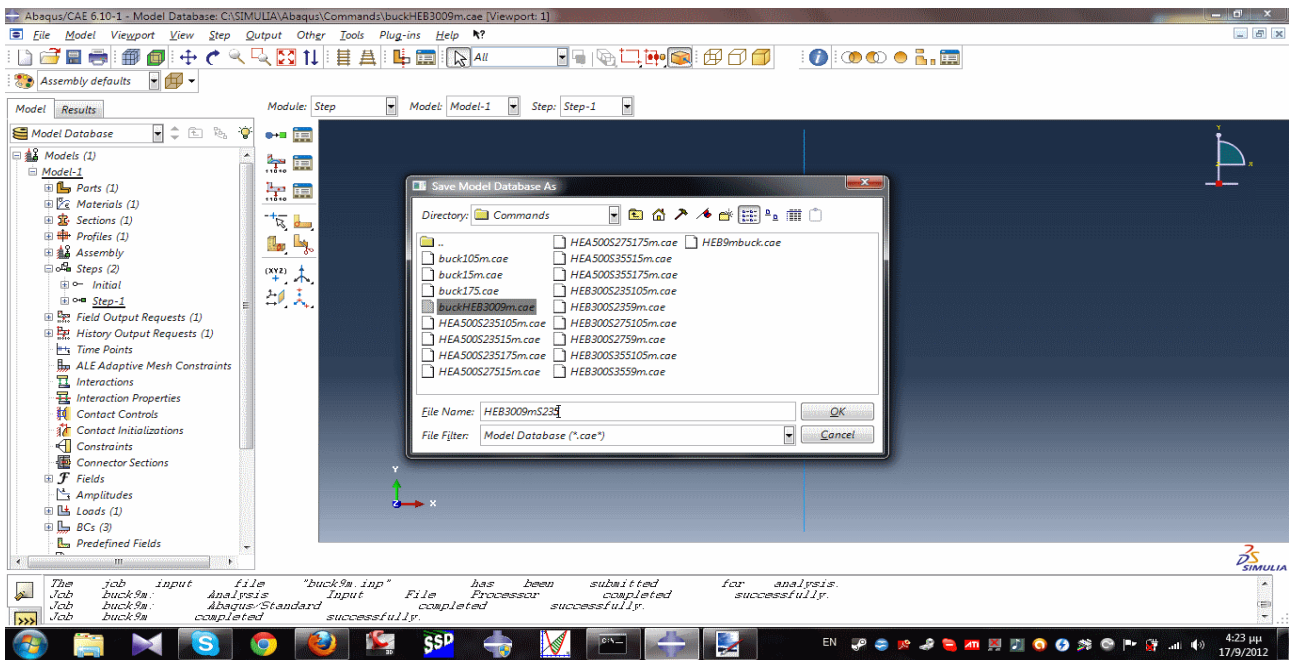 Abaqus/CAE 6.10-1 - Model Database: C:\SIMULIA\Abaqus\Commands\buckHEB3009m.cae [Viewport: 1]
File Model Viewport View Step Output Other Tools Plug-ins Help
All
Assembly defaults
Model Results
Module: Step Model: Model-1 Step: Step-1
Model Database
Models (1)
Model-1
Parts (1)
Materials (1)
Sections (1)
Profiles (1)
Assembly
Steps (2)
Initial
Step-1
Field Output Requests (1)
History Output Requests (1)
Time Points
ALE Adaptive Mesh Constraints
Interactions
Interaction Properties
Contact Controls
Contact Initializations
Constraints
Connector Sections
Fields
Amplitudes
Loads (1)
BCs (3)
Predefined Fields
(XYZ)
Y
X
Save Model Database As
Directory: Commands
..
buck105m.cae
buck15m.cae
buck175.cae
buckHEB3009m.cae
HEA500S235105m.cae
HEA500S23515m.cae
HEA500S235175m.cae
HEA500S27515m.cae
HEA500S275175m.cae
HEA500S35515m.cae
HEA500S355175m.cae
HEB300S235105m.cae
HEB300S2359m.cae
HEB300S275105m.cae
HEB300S2759m.cae
HEB300S355105m.cae
HEB300S3559m.cae
HEB9mbuck.cae
File Name: HEB3009mS235
OK
File Filter: Model Database (*.cae*)
Cancel
Y
Z X
SIMULIA
The job input file "buck9m.inp" has been submitted for analysis.
Job buck9m: Analysis Input File Processor completed successfully.
Job buck9m: Abaqus/Standard completed successfully.
Job buck9m completed successfully.
>>>
SSP
EN
4:23 μμ
17/9/2012